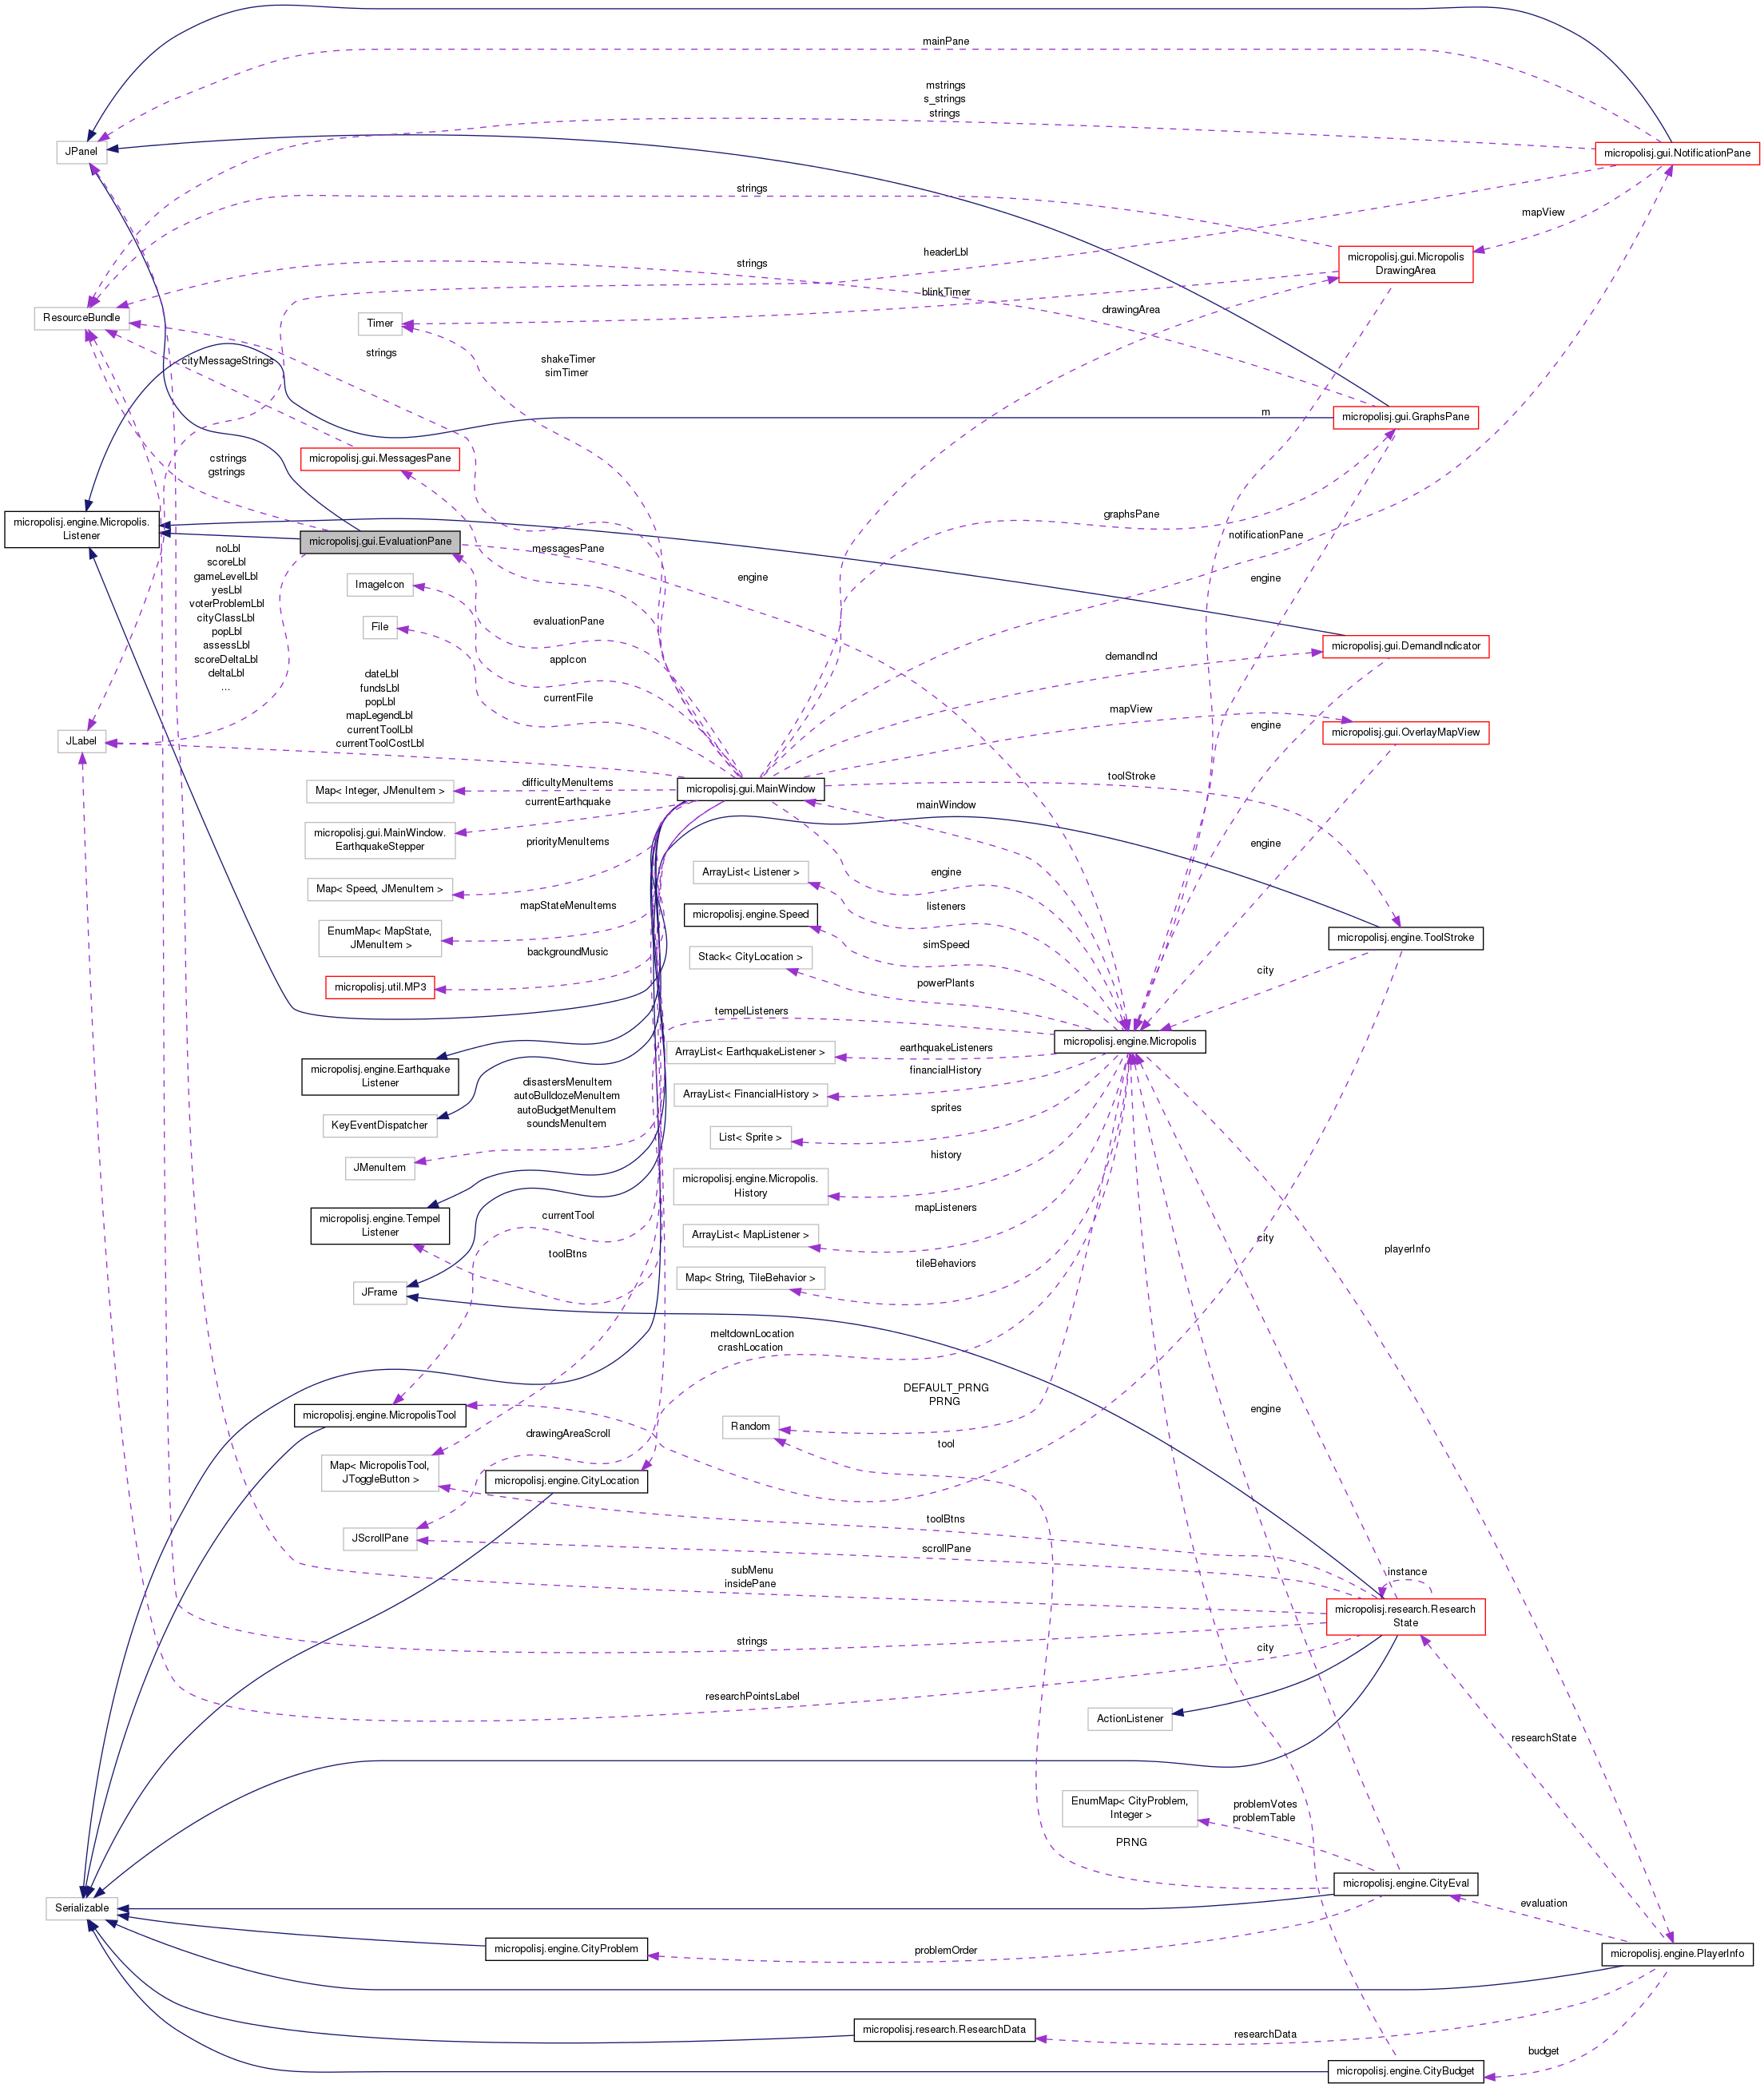 mainPane
mstrings
s_strings
strings
JPanel
micropolisj.gui.NotificationPane
strings
mapView
headerLbl
micropolisj.gui.Micropolis
DrawingArea
strings
blinkTimer
drawingArea
ResourceBundle
Timer
strings
cityMessageStrings
shakeTimer
simTimer
m
micropolisj.gui.GraphsPane
micropolisj.gui.MessagesPane
cstrings
gstrings
graphsPane
micropolisj.engine.Micropolis.
Listener
micropolisj.gui.EvaluationPane
notificationPane
messagesPane
noLbl
scoreLbl
gameLevelLbl
yesLbl
voterProblemLbl
cityClassLbl
popLbl
assessLbl
scoreDeltaLbl
deltaLbl
...
ImageIcon
engine
engine
File
evaluationPane
micropolisj.gui.DemandIndicator
demandInd
appIcon
dateLbl
fundsLbl
popLbl
mapLegendLbl
currentToolLbl
currentToolCostLbl
currentFile
mapView
engine
micropolisj.gui.OverlayMapView
JLabel
toolStroke
difficultyMenuItems
Map< Integer, JMenuItem >
micropolisj.gui.MainWindow
currentEarthquake
mainWindow
micropolisj.gui.MainWindow.
EarthquakeStepper
priorityMenuItems
engine
ArrayList< Listener >
engine
Map< Speed, JMenuItem >
mapStateMenuItems
listeners
micropolisj.engine.Speed
EnumMap< MapState,
JMenuItem >
micropolisj.engine.ToolStroke
simSpeed
backgroundMusic
Stack< CityLocation >
city
micropolisj.util.MP3
powerPlants
tempelListeners
micropolisj.engine.Micropolis
earthquakeListeners
ArrayList< EarthquakeListener >
micropolisj.engine.Earthquake
Listener
financialHistory
disastersMenuItem
autoBulldozeMenuItem
autoBudgetMenuItem
soundsMenuItem
ArrayList< FinancialHistory >
sprites
KeyEventDispatcher
List< Sprite >
history
JMenuItem
micropolisj.engine.Micropolis.
History
mapListeners
currentTool
micropolisj.engine.Tempel
Listener
ArrayList< MapListener >
city
playerInfo
toolBtns
tileBehaviors
Map< String, TileBehavior >
JFrame
meltdownLocation
crashLocation
DEFAULT_PRNG
PRNG
engine
micropolisj.engine.MicropolisTool
Random
drawingAreaScroll
tool
Map< MicropolisTool,
JToggleButton >
micropolisj.engine.CityLocation
toolBtns
JScrollPane
scrollPane
subMenu
insidePane
instance
micropolisj.research.Research
State
strings
city
researchPointsLabel
ActionListener
researchState
EnumMap< CityProblem,
Integer >
problemVotes
problemTable
PRNG
micropolisj.engine.CityEval
Serializable
evaluation
micropolisj.engine.CityProblem
problemOrder
micropolisj.engine.PlayerInfo
micropolisj.research.ResearchData
researchData
budget
micropolisj.engine.CityBudget